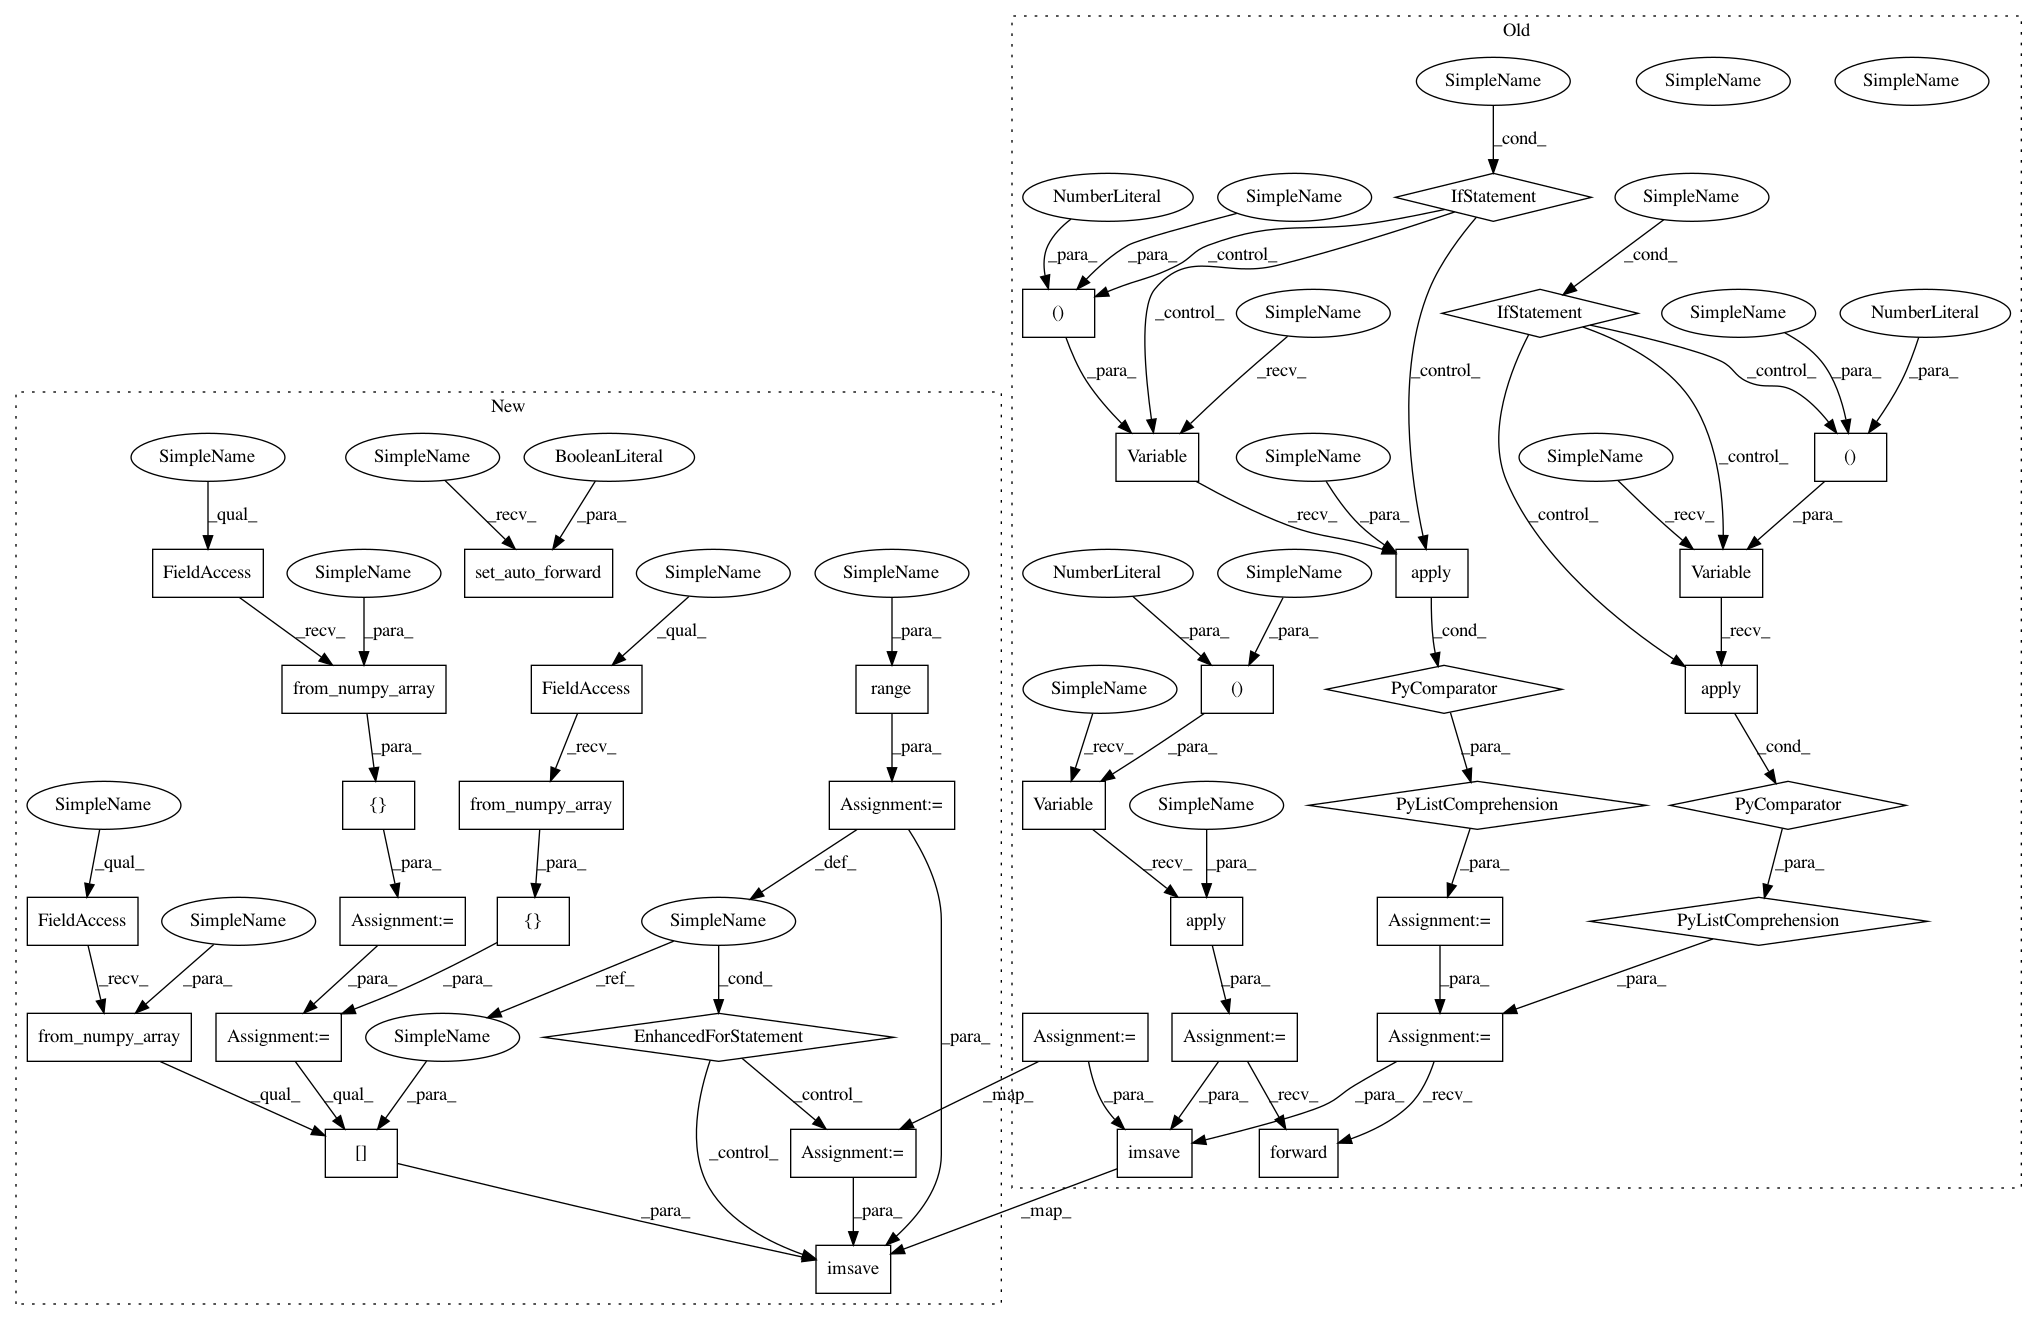 Old
SimpleName
SimpleName
SimpleName
_cond_
NumberLiteral
SimpleName
IfStatement
SimpleName
_para_
_para_
_control_
_cond_
()
_control_
SimpleName
IfStatement
SimpleName
NumberLiteral
_para_
_recv_
_control_
_control_
_para_
_para_
New
SimpleName
SimpleName
BooleanLiteral
Variable
SimpleName
SimpleName
_control_
()
_qual_
_recv_
_para_
_recv_
_para_
_control_
_recv_
_para_
FieldAccess
SimpleName
set_auto_forward
SimpleName
SimpleName
NumberLiteral
SimpleName
apply
Variable
_recv_
_para_
_qual_
_para_
_para_
_para_
_cond_
_recv_
from_numpy_array
FieldAccess
range
SimpleName
()
PyComparator
apply
_para_
_recv_
_para_
_recv_
_para_
_para_
_cond_
SimpleName
{}
from_numpy_array
Assignment:=
Variable
SimpleName
PyListComprehension
PyComparator
_qual_
_para_
_para_
_def_
_recv_
_para_
_para_
_para_
FieldAccess
SimpleName
Assignment:=
{}
SimpleName
apply
Assignment:=
PyListComprehension
_recv_
_para_
_para_
_para_
_ref_
_cond_
_para_
_para_
_para_
from_numpy_array
Assignment:=
SimpleName
EnhancedForStatement
_para_
Assignment:=
Assignment:=
Assignment:=
_qual_
_qual_
_para_
_control_
_map_
_para_
_para_
_recv_
_para_
_recv_
[]
_control_
Assignment:=
imsave
forward
_para_
_para_
_map_
imsave